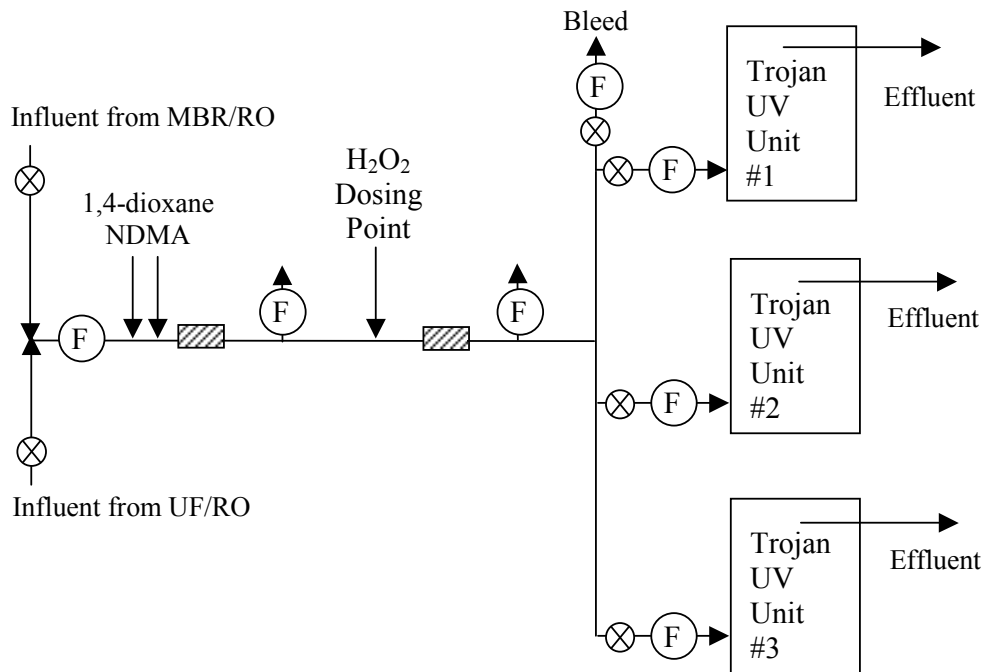 Bleed
F
Trojan
UV
Unit
#1
Effluent
Influent from MBR/RO
F
H₂O₂
Dosing
Point
1,4-dioxane
NDMA
F
F
F
Trojan
UV
Unit
#2
Effluent
F
Influent from UF/RO
Trojan
UV
Unit
#3
Effluent
F